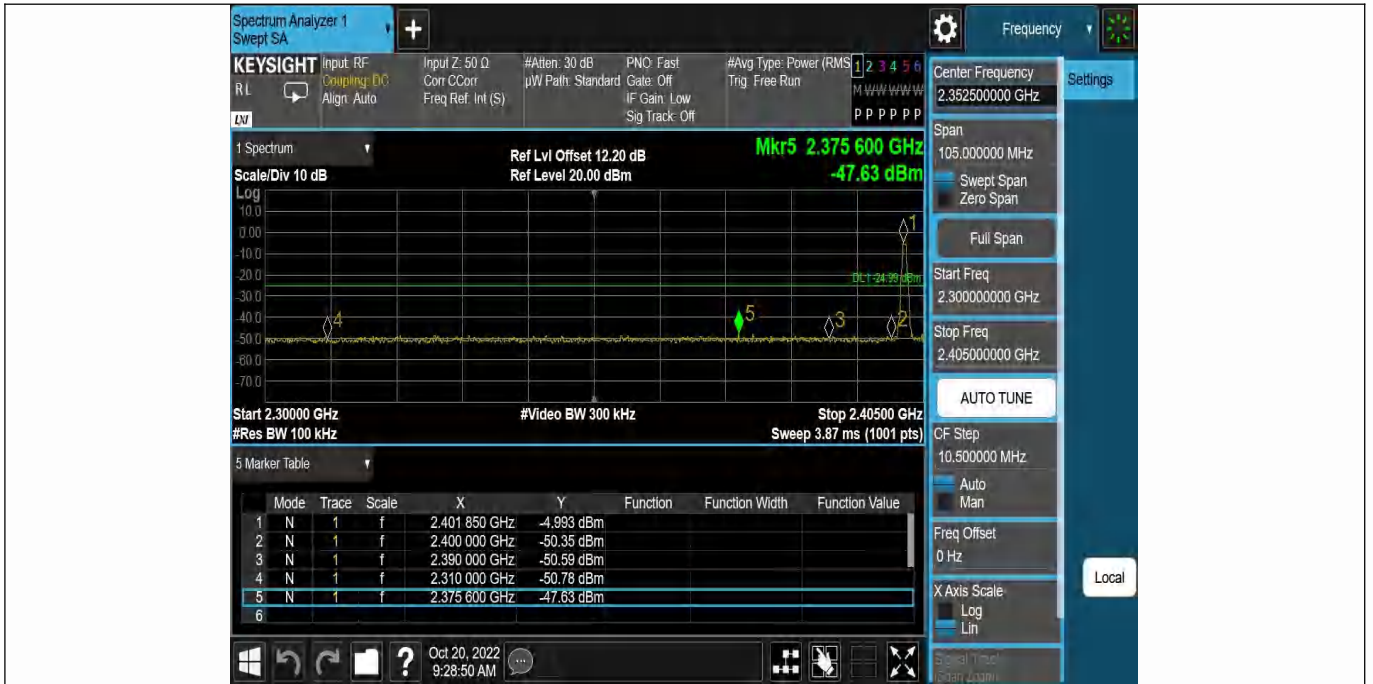 Spectrum Analyzer 1
Swept SA
Frequency
KEYSIGHT
Input: RF
Coupling: DC
Align: Auto
Input Z: 50 Ω
Corr CCorr
Freq Ref: Int (S)
#Atten: 30 dB
µW Path: Standard
PNO: Fast
Gate: Off
IF Gain: Low
Sig Track: Off
#Avg Type: Power (RMS
Trig: Free Run
1 2 3 4 5 6
M W W W W W
P P P P P P
R L
LXI
Center Frequency
2.352500000 GHz
Settings
1 Spectrum
Scale/Div 10 dB
Ref Lvl Offset 12.20 dB
Ref Level 20.00 dBm
Mkr5 2.375 600 GHz
-47.63 dBm
Span
105.000000 MHz
Swept Span
Zero Span
Log
10.0
0.00
-10.0
-20.0
-30.0
-40.0
-50.0
-60.0
-70.0
1
DL1 -24.99 dBm
4
5
3
2
Full Span
Start Freq
2.300000000 GHz
Stop Freq
2.405000000 GHz
AUTO TUNE
Start 2.30000 GHz
#Video BW 300 kHz
Stop 2.40500 GHz
#Res BW 100 kHz
Sweep 3.87 ms (1001 pts)
CF Step
10.500000 MHz
Auto
Man
5 Marker Table
Mode Trace Scale X Y Function Function Width Function Value
1 N 1 f 2.401 850 GHz -4.993 dBm
2 N 1 f 2.400 000 GHz -50.35 dBm
3 N 1 f 2.390 000 GHz -50.59 dBm
4 N 1 f 2.310 000 GHz -50.78 dBm
5 N 1 f 2.375 600 GHz -47.63 dBm
6
Freq Offset
0 Hz
Local
X Axis Scale
Log
Lin
Signal Track
(Span Zoom)
?
Oct 20, 2022
9:28:50 AM